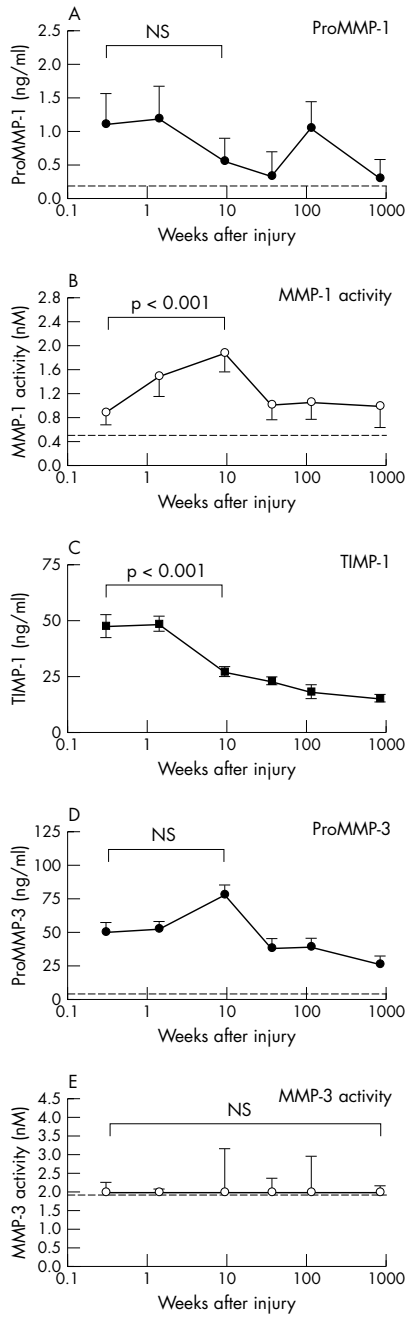 A
ProMMP-1
2.5
2.0
1.5
1.0
0.5
0.0
ProMMP-1 (ng/ml)
NS
0.1 1 10 100 1000
Weeks after injury
B
MMP-1 activity
2.8
2.4
2.0
1.6
1.2
0.8
0.4
0.0
MMP-1 activity (nM)
p < 0.001
0.1 1 10 100 1000
Weeks after injury
C
TIMP-1
75
50
25
0
TIMP-1 (ng/ml)
p < 0.001
0.1 1 10 100 1000
Weeks after injury
D
ProMMP-3
125
100
75
50
25
0
ProMMP-3 (ng/ml)
NS
0.1 1 10 100 1000
Weeks after injury
E
MMP-3 activity
4.5
4.0
3.5
3.0
2.5
2.0
1.5
1.0
0.5
0.0
MMP-3 activity (nM)
NS
0.1 1 10 100 1000
Weeks after injury